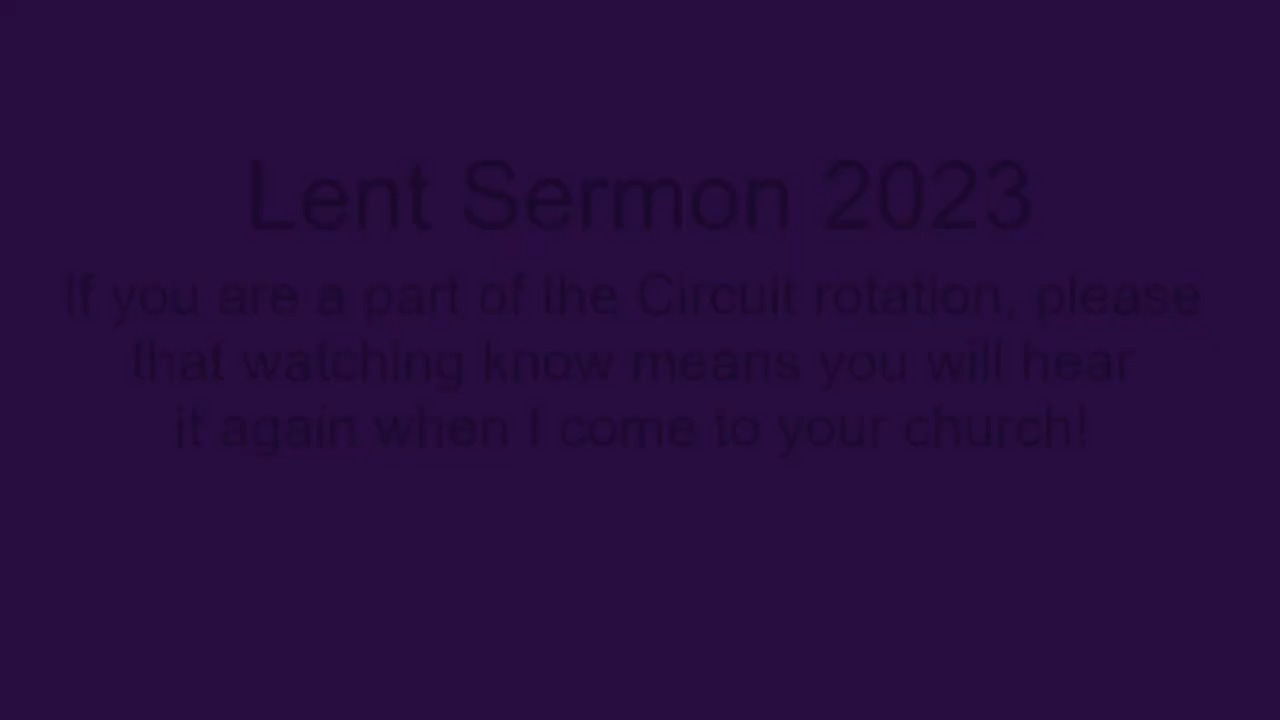 Lent Sermon 2023
If you are a part of the Circuit rotation, please
that watching know means you will hear
it again when I come to your church!